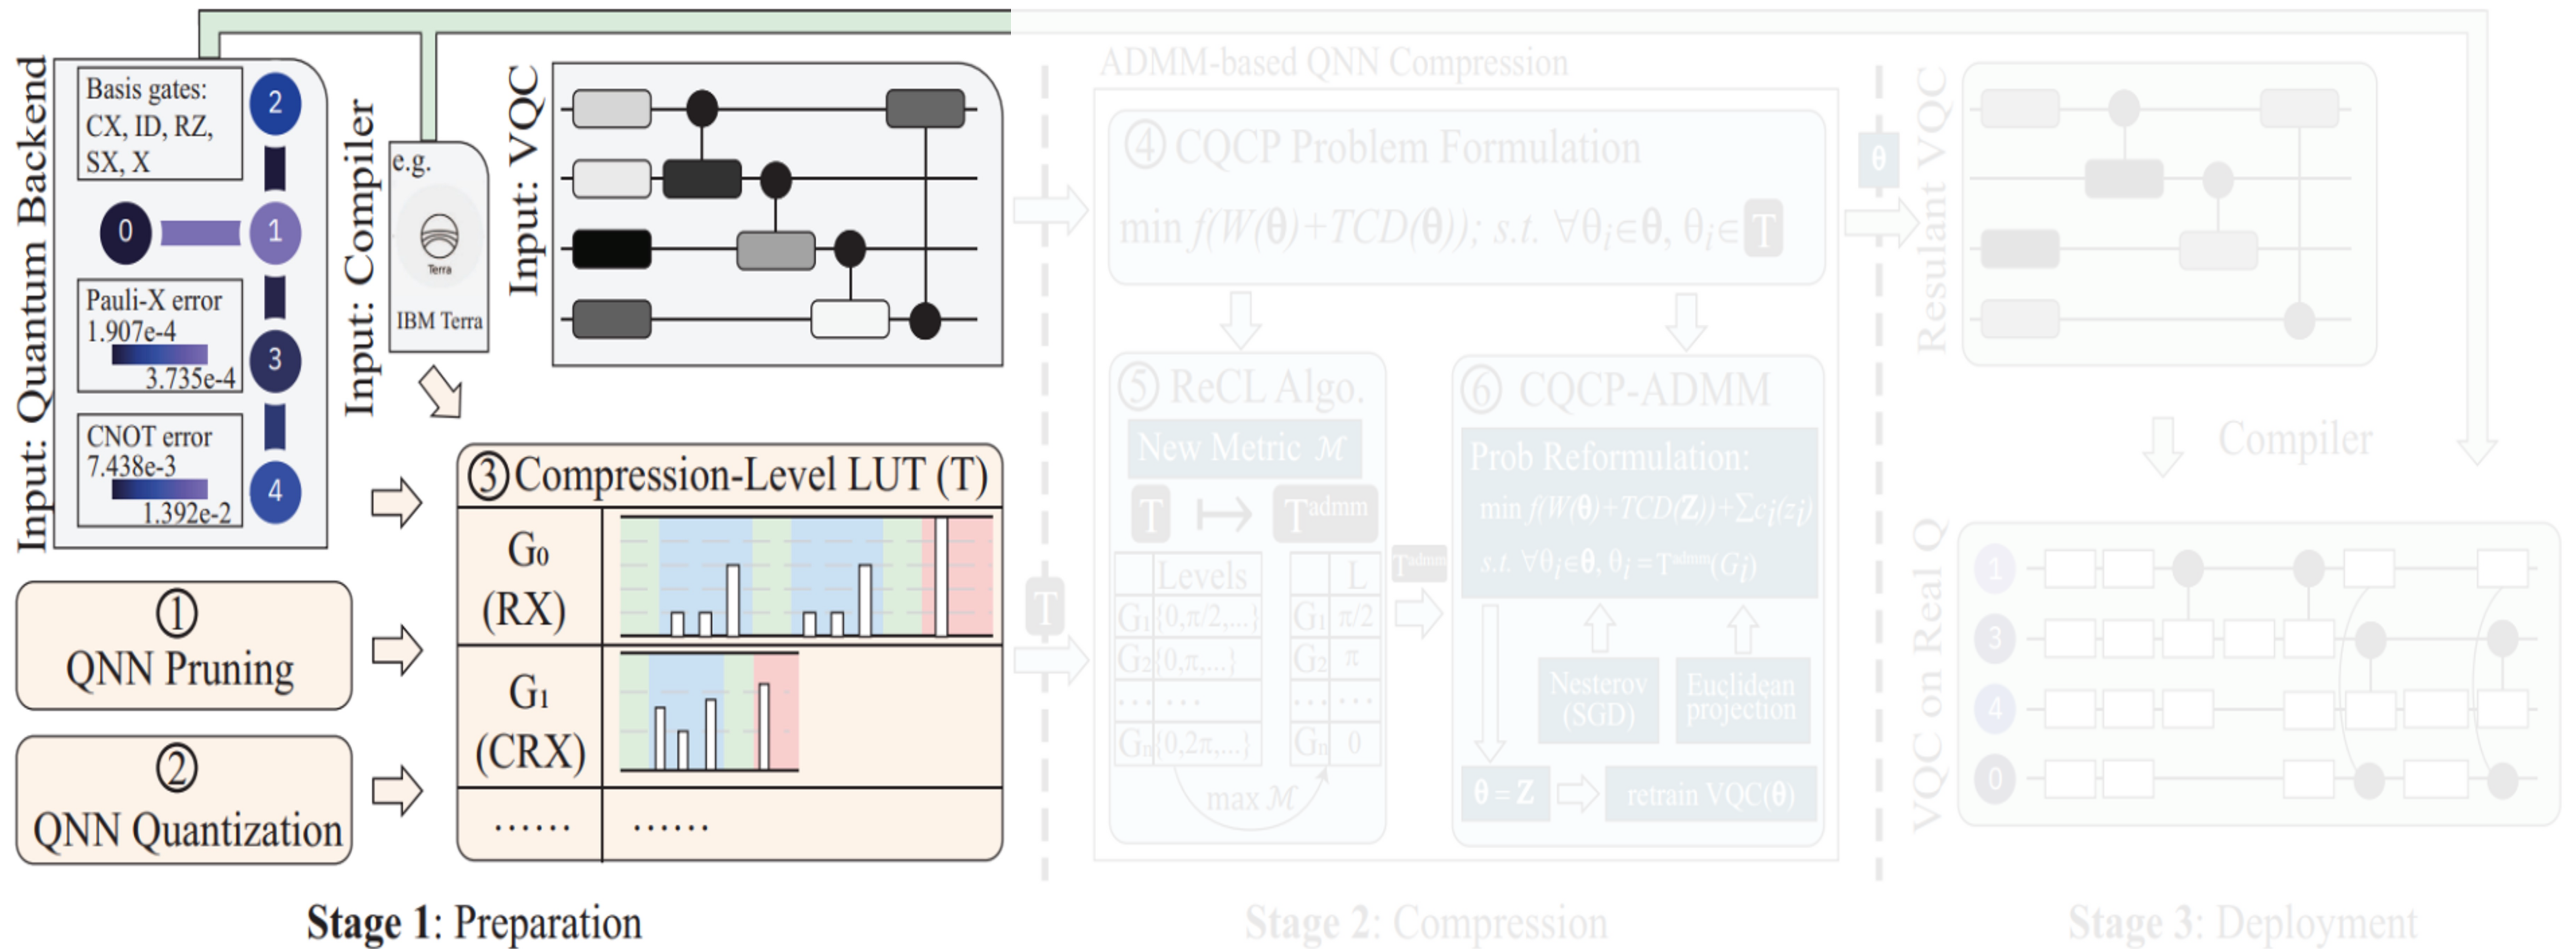 Input: Quantum Backend
Basis gates:
CX, ID, RZ,
SX, X
2
0
1
Pauli-X error
1.907e-4
3.735e-4
3
CNOT error
7.438e-3
1.392e-2
4
Input: Compiler
e.g.
Terra
IBM Terra
Input: VQC
①
QNN Pruning
②
QNN Quantization
③ Compression-Level LUT (T)
G₀
(RX)
G₁
(CRX)
......
......
Stage 1: Preparation
ADMM-based QNN Compression
④ CQCP Problem Formulation
min f(W(θ)+TCD(θ)); s.t. ∀θᵢ∈θ, θᵢ∈ T
T
⑤ ReCL Algo.
New Metric ℳ
T ↦ Tᵃᵈᵐᵐ
Levels
G₁ {0,π/2,...}
G₂ {0,π,...}
... ...
Gₙ {0,2π,...}
L
G₁ π/2
G₂ π
... ...
Gₙ 0
max ℳ
Tᵃᵈᵐᵐ
⑥ CQCP-ADMM
Prob Reformulation:
min f(W(θ)+TCD(Z))+∑cᵢ(zᵢ)
s.t. ∀θᵢ∈θ, θᵢ=Tᵃᵈᵐᵐ(Gᵢ)
Nesterov
(SGD)
Euclidean
projection
θ = Z
retrain VQC(θ)
Stage 2: Compression
θ
Resulant VQC
Compiler
VQC on Real Q
1
3
4
0
Stage 3: Deployment